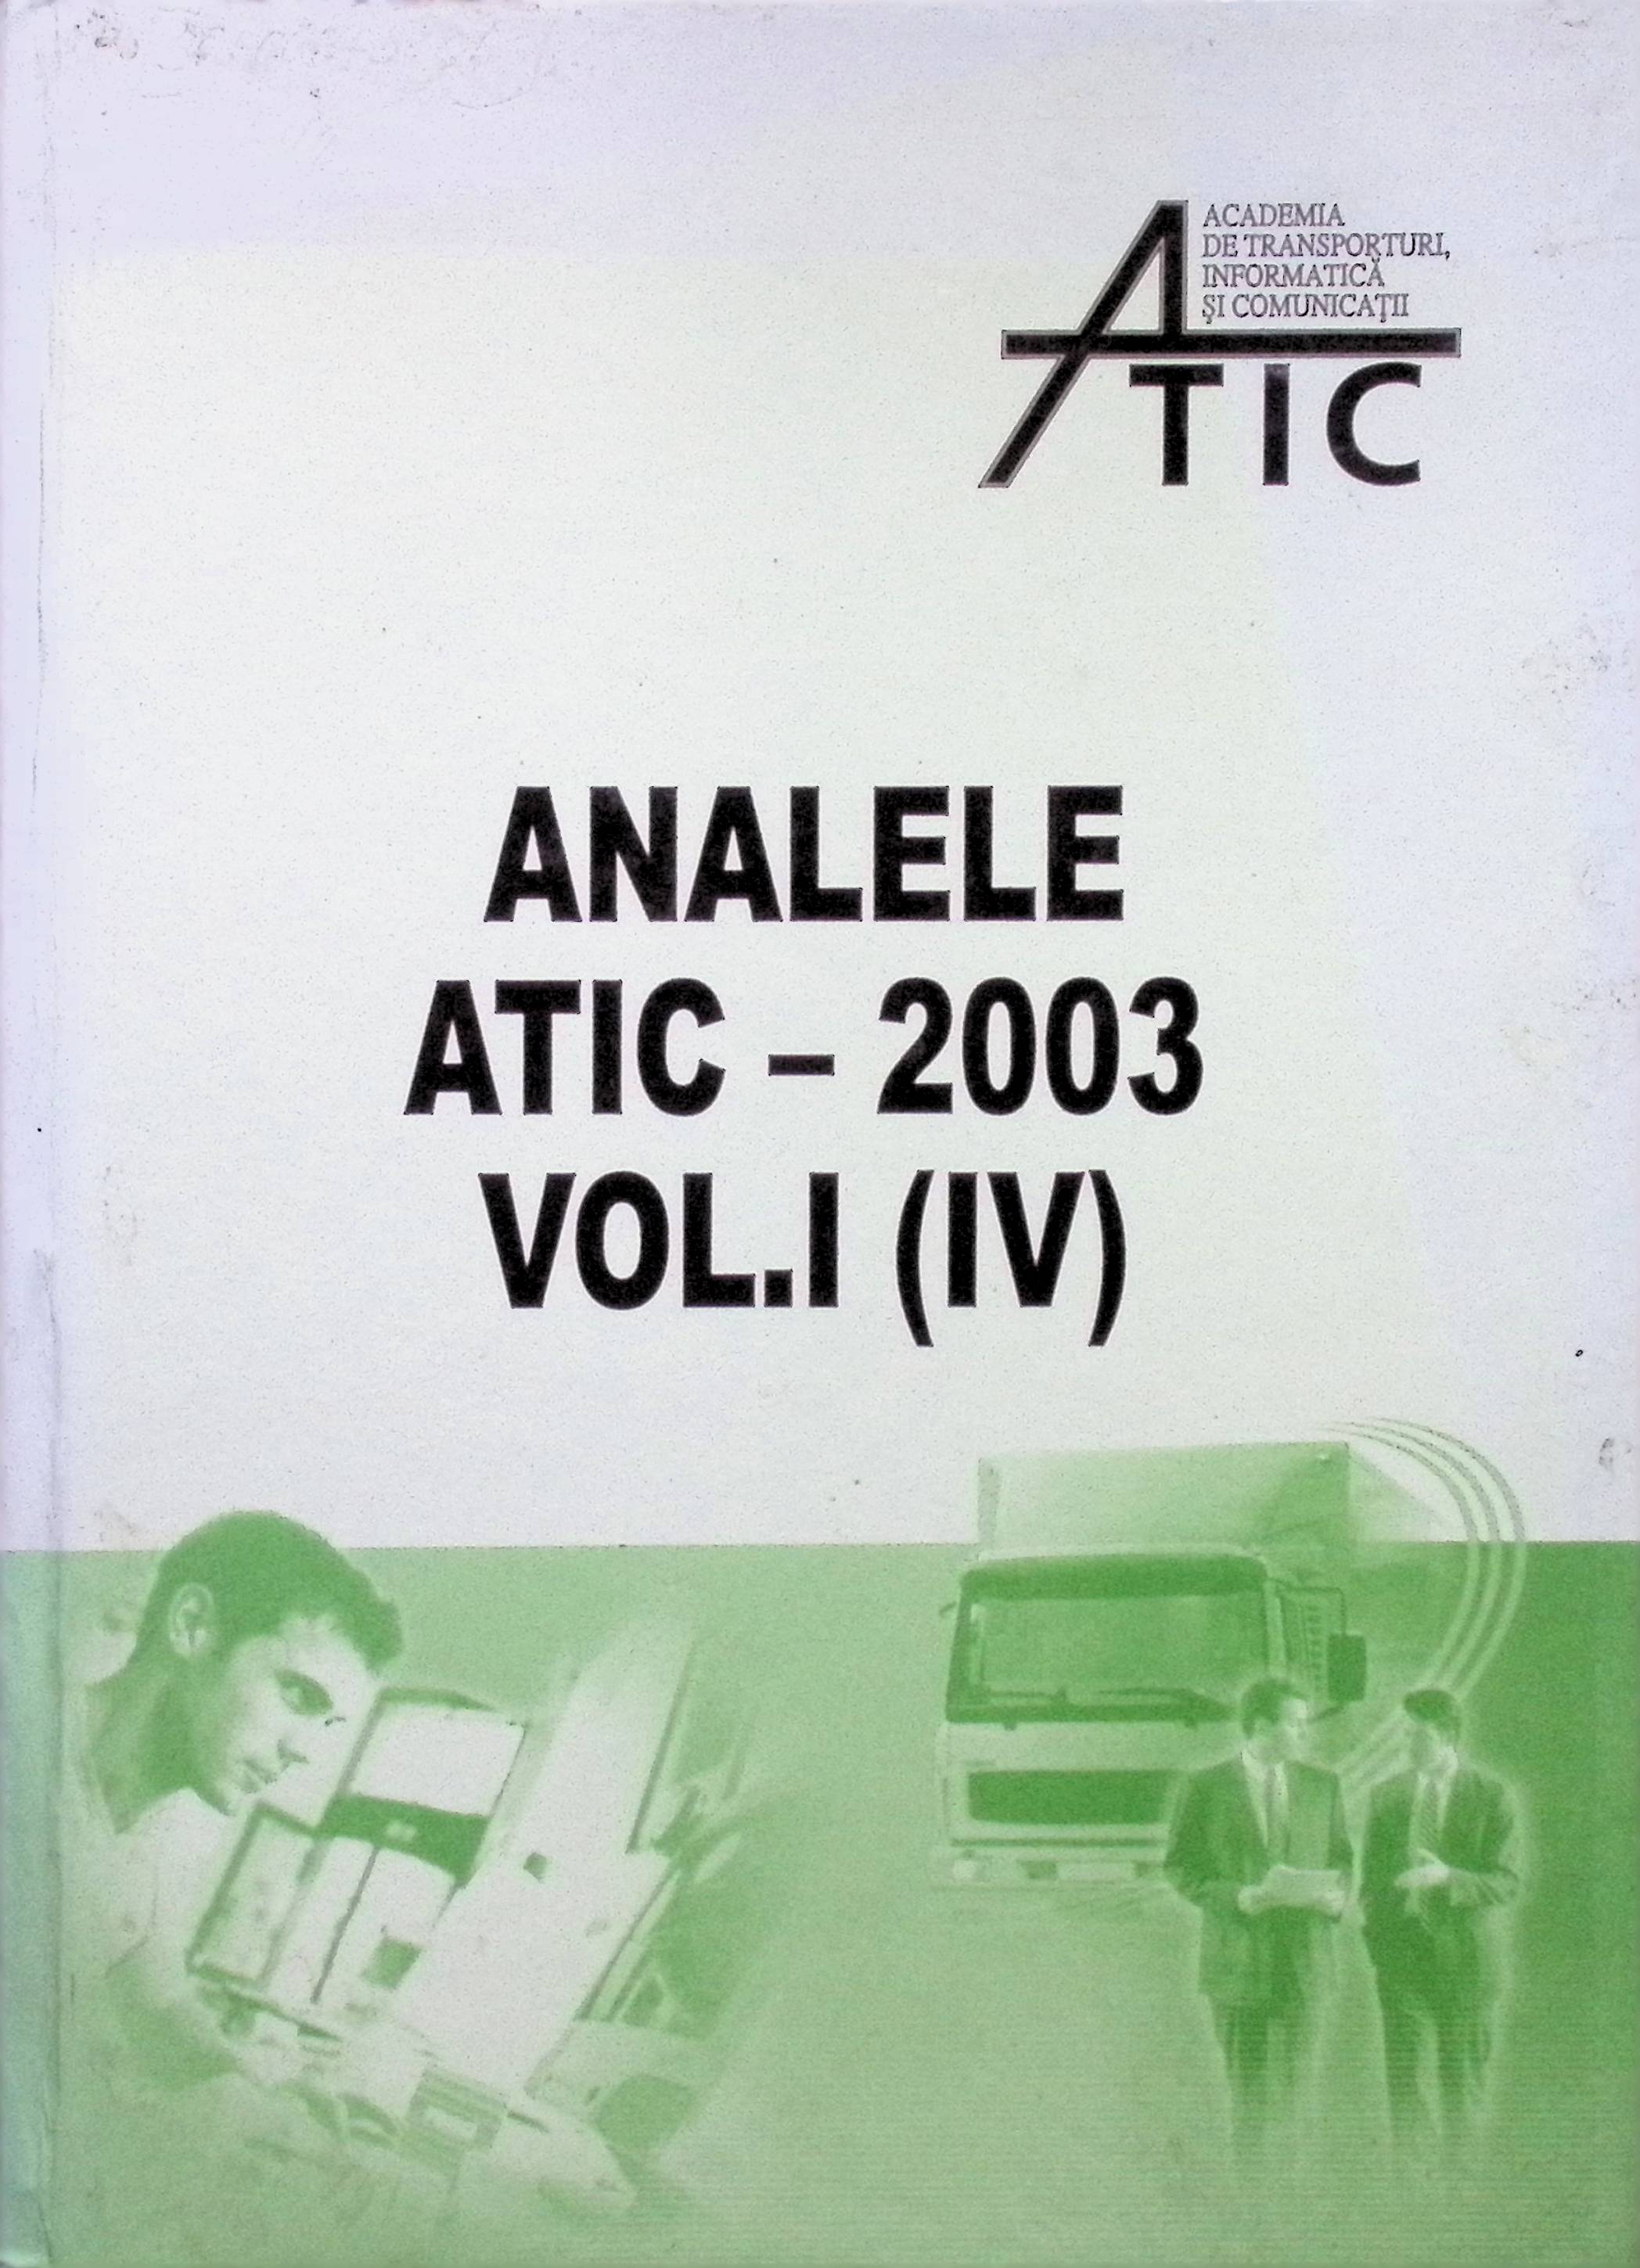 ACADEMIA
DE TRANSPORTURI,
INFORMATICĂ
ŞI COMUNICAŢII
ATIC
ANALELE
ATIC – 2003
VOL.I (IV)